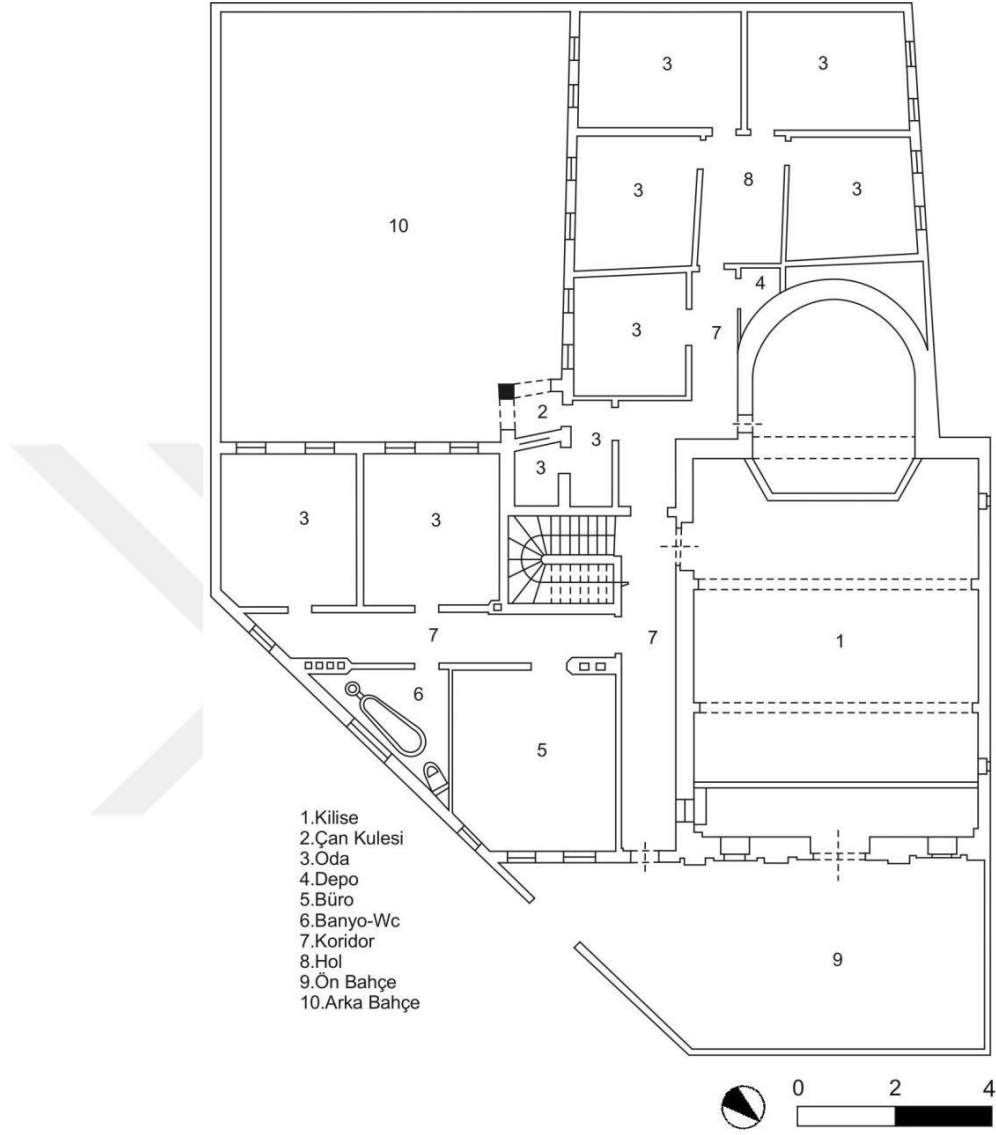 3 3
3 8 3
10
4
3 7
2
3
3
3 3
7 7 1
6
5
1.Kilise
2.Çan Kulesi
3.Oda
4.Depo
5.Büro
6.Banyo-Wc
7.Koridor
8.Hol
9.Ön Bahçe
10.Arka Bahçe
9
0 2 4